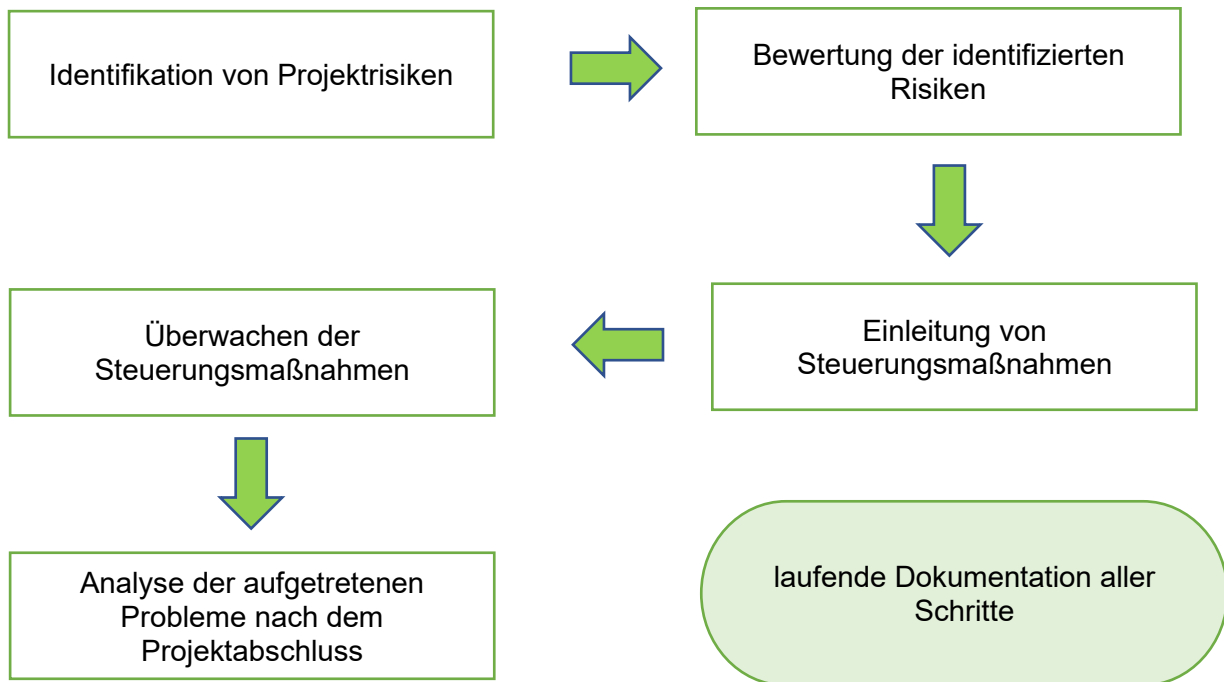 Identifikation von Projektrisiken
Bewertung der identifizierten
Risiken
Einleitung von
Steuerungsmaßnahmen
Überwachen der
Steuerungsmaßnahmen
Analyse der aufgetretenen
Probleme nach dem
Projektabschluss
laufende Dokumentation aller
Schritte